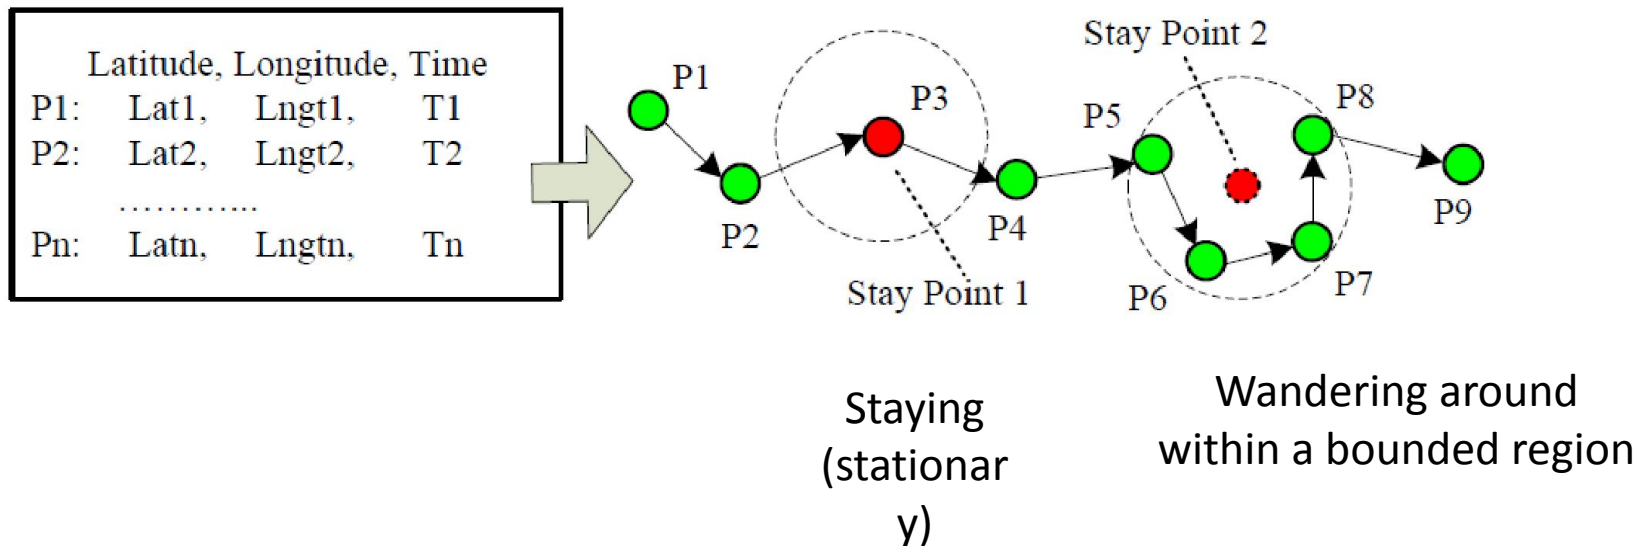 Latitude, Longitude, Time
P1: Lat1, Lngt1, T1
P2: Lat2, Lngt2, T2
………...
Pn: Latn, Lngtn, Tn
P1
P2
P3
P4
Stay Point 1
Stay Point 2
P5
P6
P7
P8
P9
Staying
(stationar
y)
Wandering around
within a bounded region